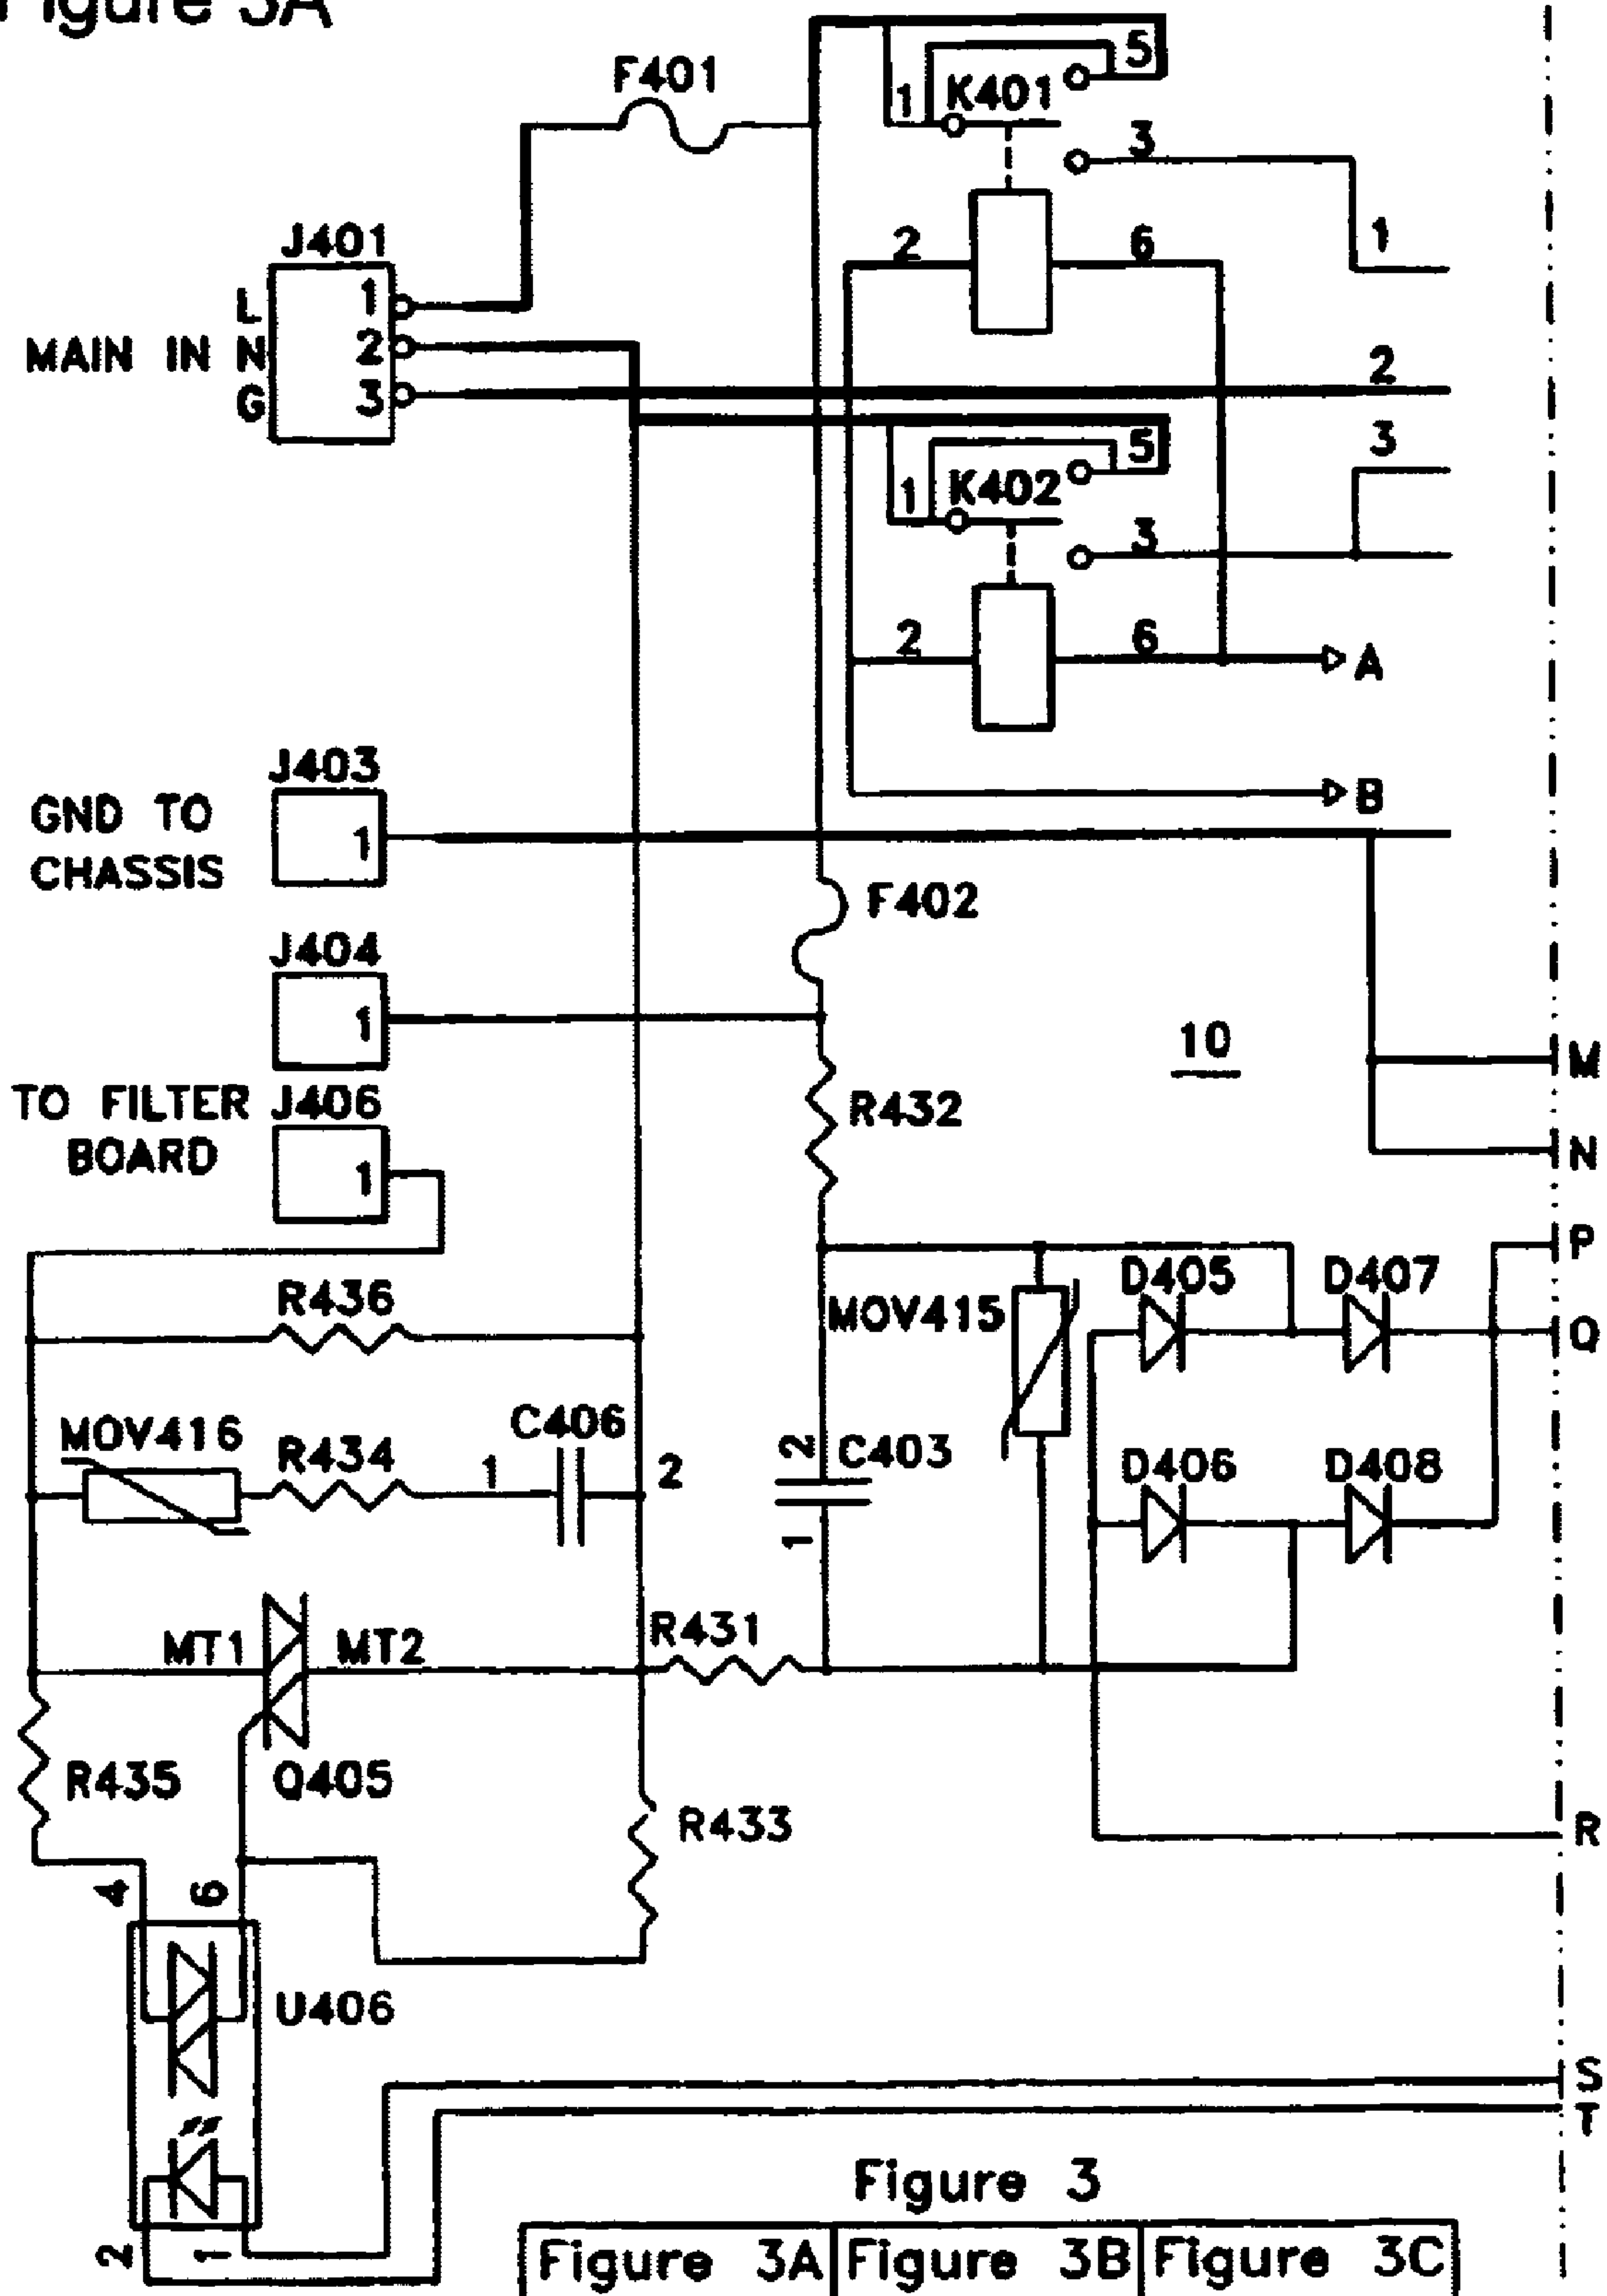 Figure 3A
F401
5
1 K401
3
J401
2 6
1
L 1
MAIN IN N 2
2
G 3
3
5
1 K402
3
2 6
A
J403
B
GND TO
1
CHASSIS
F402
J404
1
10
M
TO FILTER J406
R432
BOARD
1
N
P
R436
D405 D407
MOV415
Q
MOV416 R434 C406
1 2
2 C403
D406 D408
1
MT1 MT2
R431
R435
Q405
R433
R
4 6
U406
S
T
Figure 3
2 1
Figure 3A Figure 3B Figure 3C